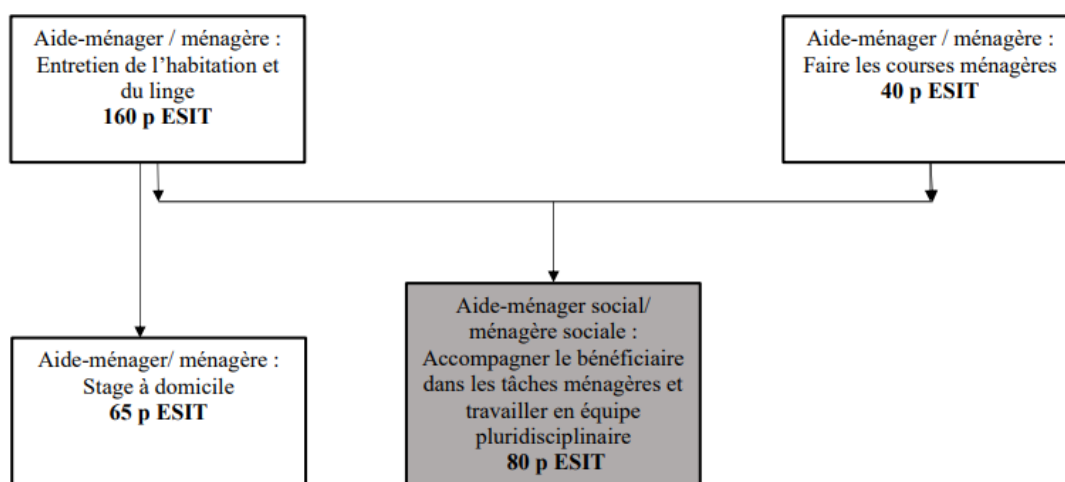 Aide-ménager / ménagère :
Entretien de l’habitation et
du linge
160 p ESIT
Aide-ménager / ménagère :
Faire les courses ménagères
40 p ESIT
Aide-ménager/ ménagère :
Stage à domicile
65 p ESIT
Aide-ménager social/
ménagère sociale :
Accompagner le bénéficiaire
dans les tâches ménagères et
travailler en équipe
pluridisciplinaire
80 p ESIT